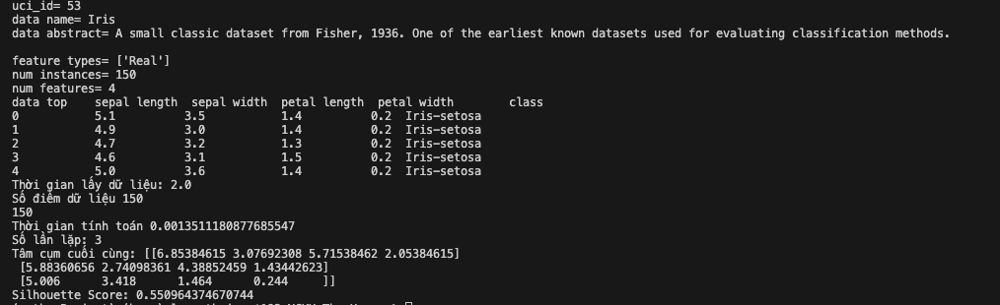 uci_id= 53
data name= Iris
data abstract= A small classic dataset from Fisher, 1936. One of the earliest known datasets used for evaluating classification methods.
feature types= ['Real']
num instances= 150
num features= 4
data top    sepal length  sepal width  petal length  petal width        class
0           5.1          3.5           1.4          0.2  Iris-setosa
1           4.9          3.0           1.4          0.2  Iris-setosa
2           4.7          3.2           1.3          0.2  Iris-setosa
3           4.6          3.1           1.5          0.2  Iris-setosa
4           5.0          3.6           1.4          0.2  Iris-setosa
Thời gian lấy dữ liệu: 2.0
Số điểm dữ liệu 150
150
Thời gian tính toán 0.0013511180877685547
Số lần lặp: 3
Tâm cụm cuối cùng: [[6.85384615 3.07692308 5.71538462 2.05384615]
[5.88360656 2.74098361 4.38852459 1.43442623]
[5.006      3.418      1.464      0.244     ]]
Silhouette Score: 0.550964374670744